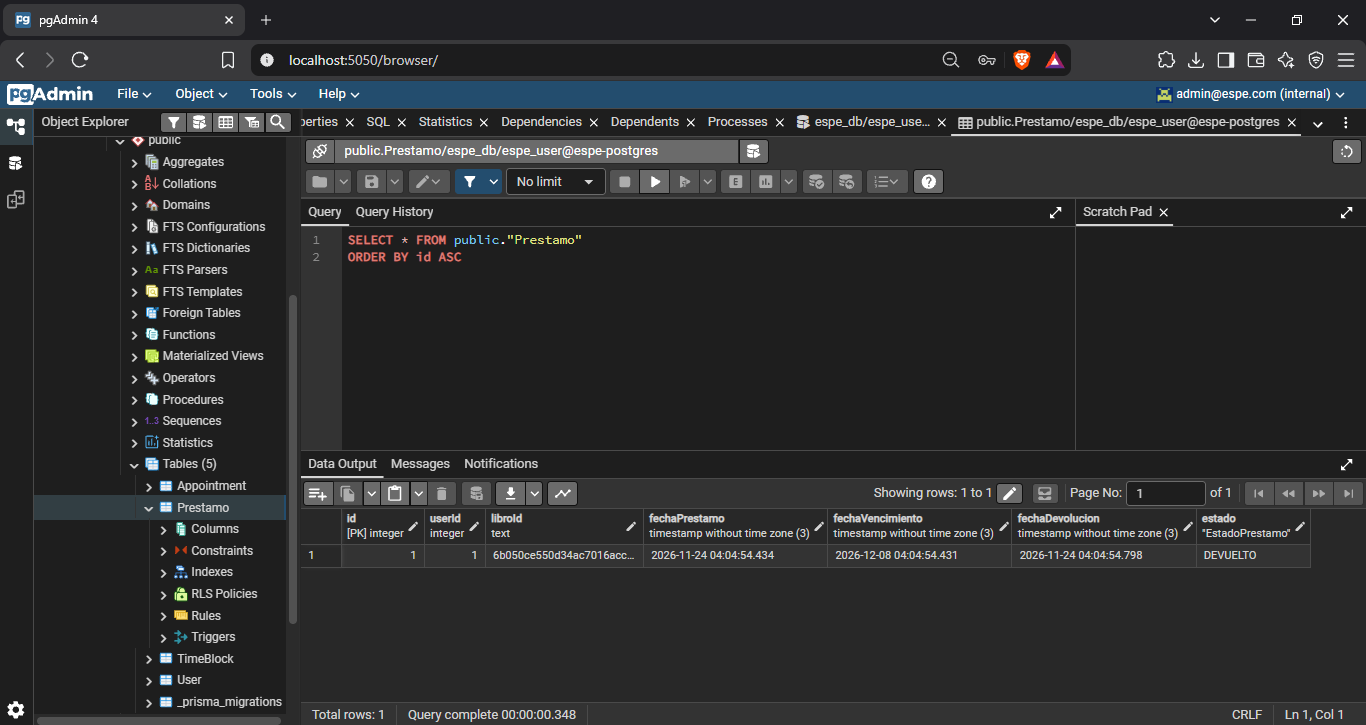 pgAdmin 4
localhost:5050/browser/
pgAdmin File Object Tools Help admin@espe.com (internal)
Object Explorer
erties SQL Statistics Dependencies Dependents Processes espe_db/espe_use... public.Prestamo/espe_db/espe_user@espe-postgres
public.Prestamo/espe_db/espe_user@espe-postgres
No limit
E
Query Query History Scratch Pad
1 SELECT * FROM public."Prestamo"
2 ORDER BY id ASC
public
Aggregates
Collations
Domains
FTS Configurations
FTS Dictionaries
Aa FTS Parsers
FTS Templates
Foreign Tables
Functions
Materialized Views
Operators
Procedures
1..3 Sequences
Statistics
Tables (5)
Appointment
Prestamo
Columns
Constraints
Indexes
RLS Policies
Rules
Triggers
TimeBlock
User
_prisma_migrations
Data Output Messages Notifications
Showing rows: 1 to 1 Page No: 1 of 1
id userId libroId fechaPrestamo fechaVencimiento fechaDevolucion estado
[PK] integer integer text timestamp without time zone (3) timestamp without time zone (3) timestamp without time zone (3) "EstadoPrestamo"
1 1 1 6b050ce550d34ac7016acc... 2026-11-24 04:04:54.434 2026-12-08 04:04:54.431 2026-11-24 04:04:54.798 DEVUELTO
Total rows: 1 Query complete 00:00:00.348 CRLF Ln 1, Col 1